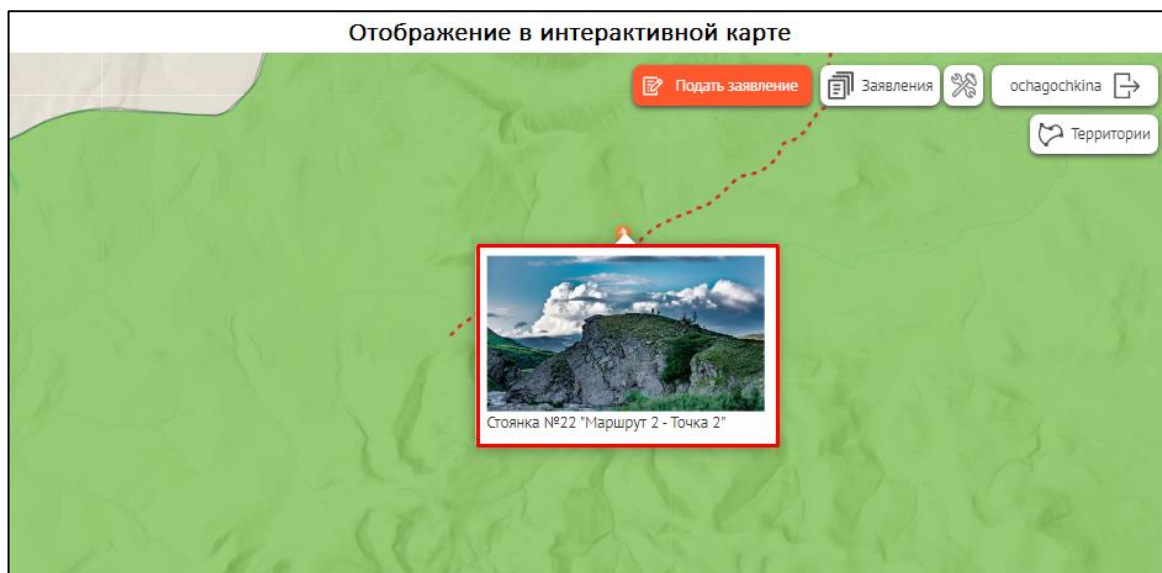 Отображение в интерактивной карте
Подать заявление
Заявления
ochagochkina
Территории
Стоянка №22 "Маршрут 2 - Точка 2"